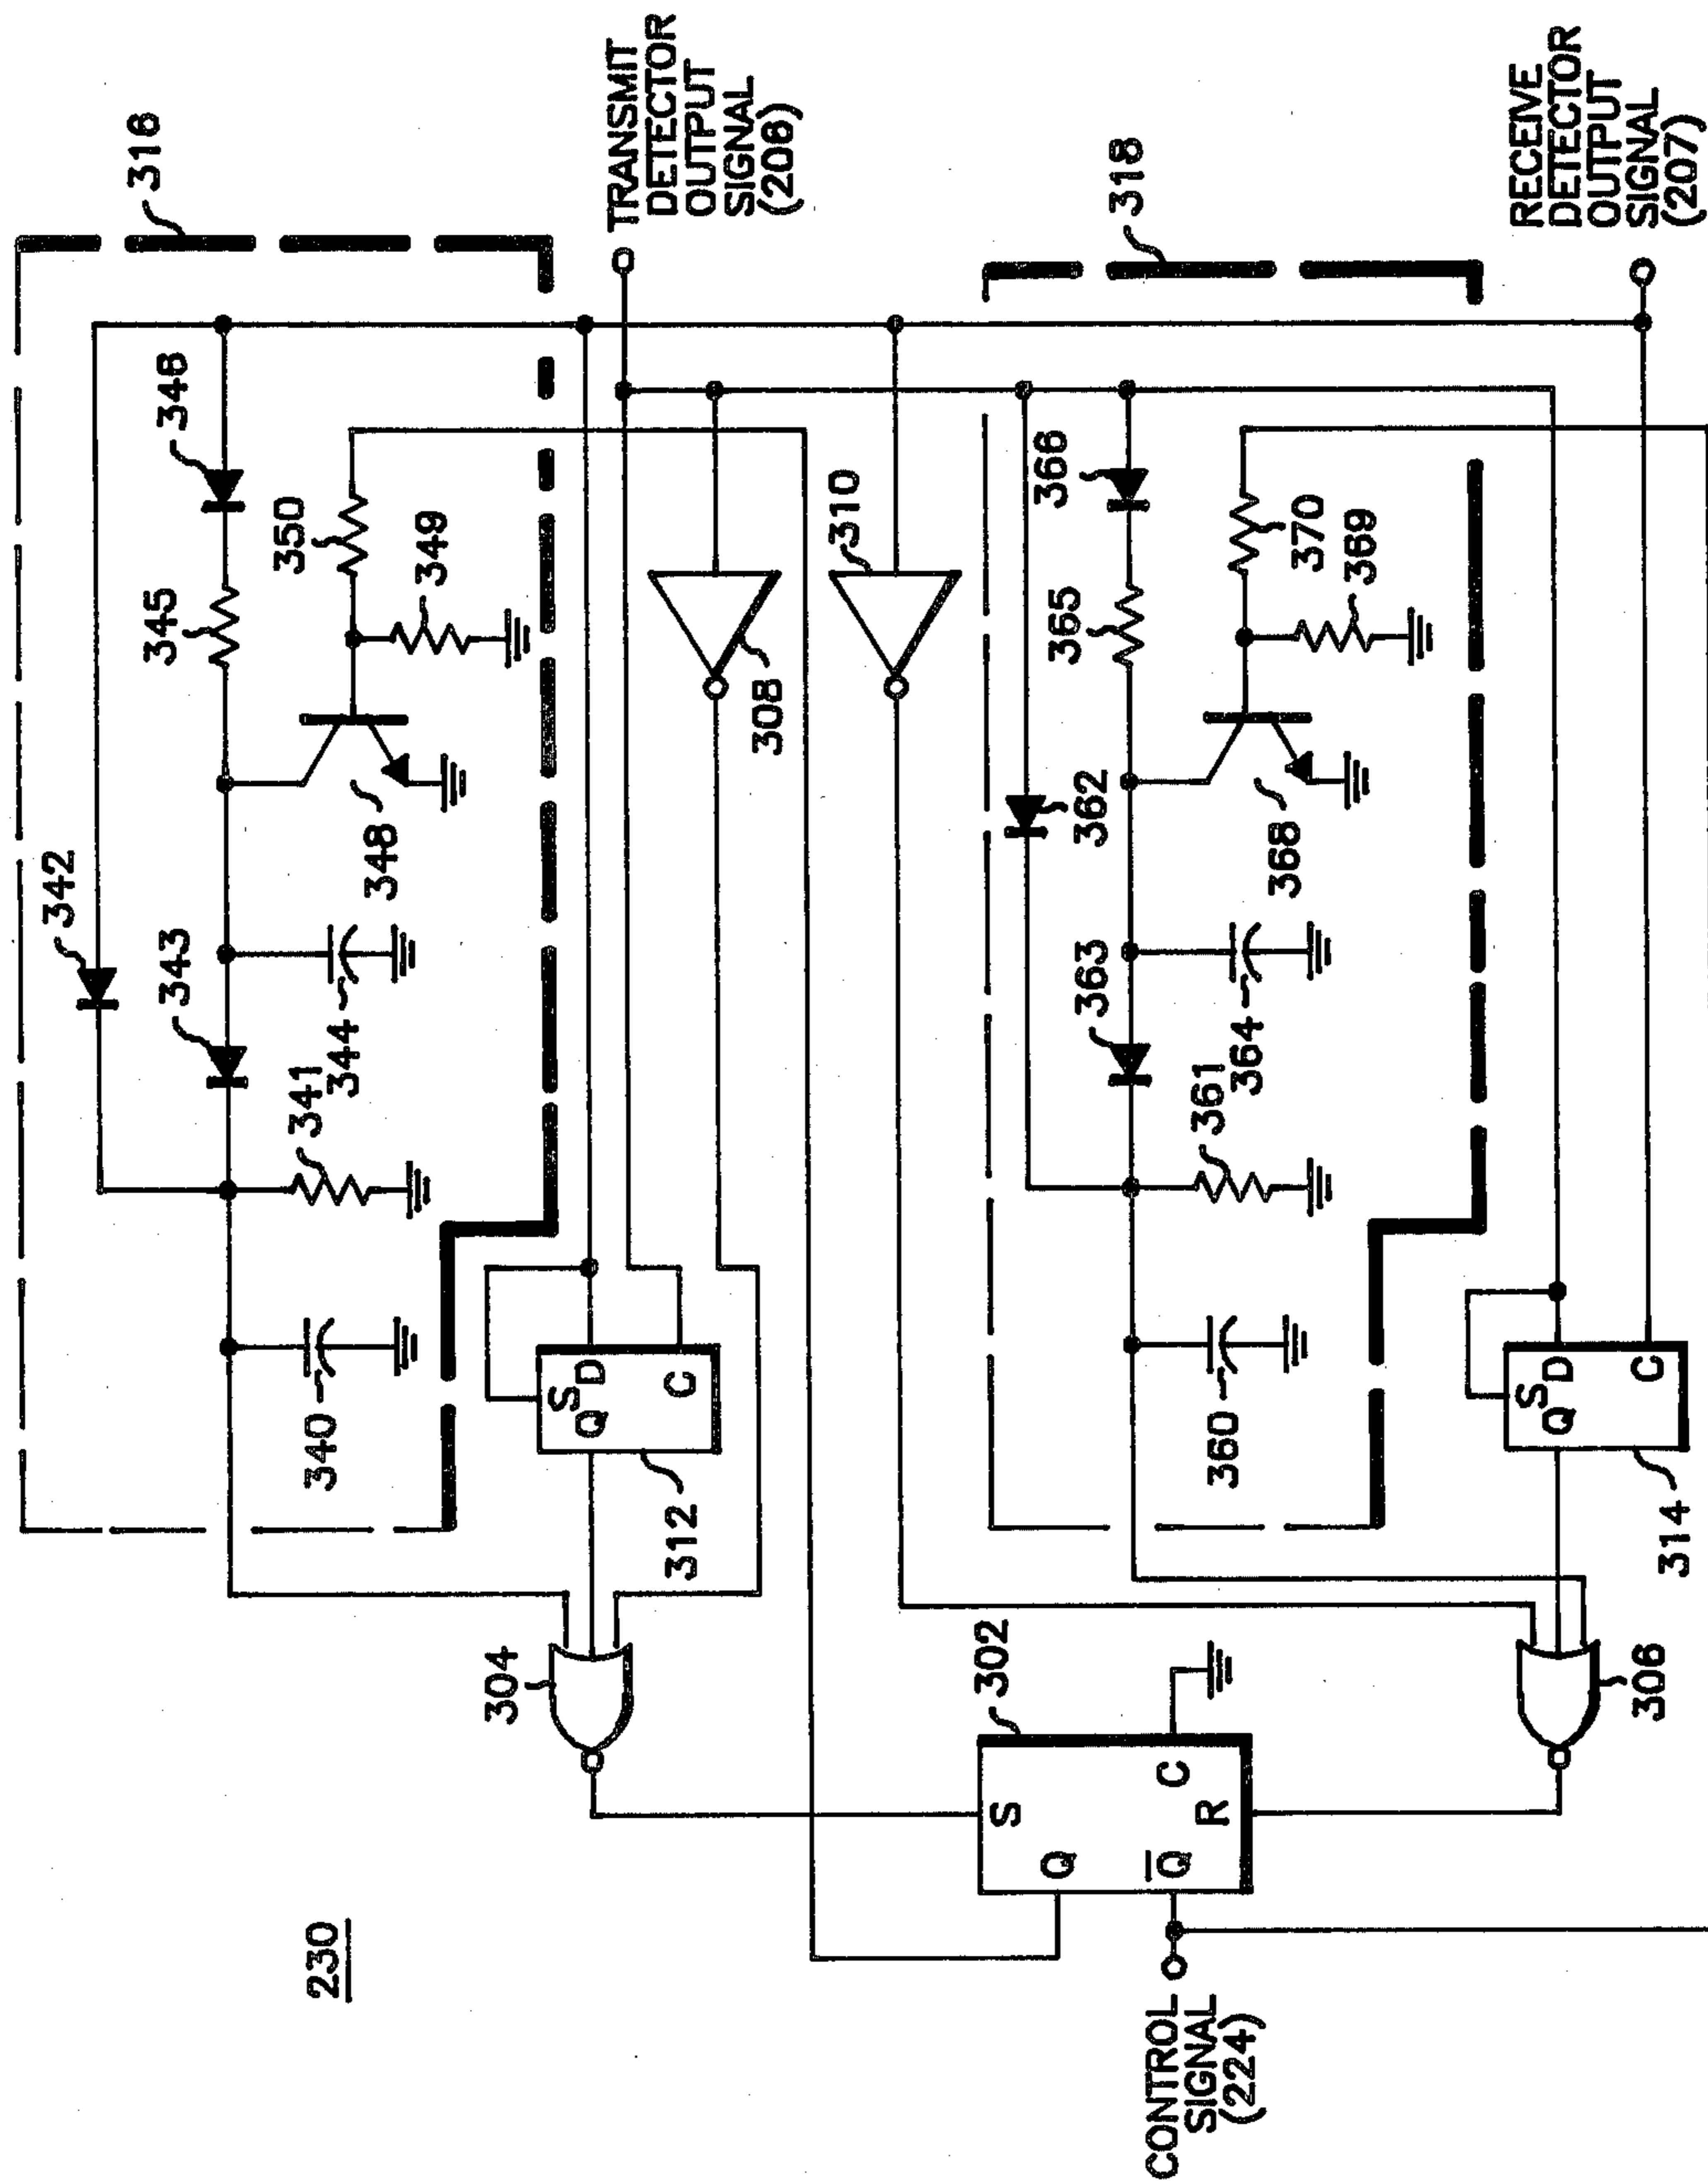 230
342
343
345
346
316
341
344
350
340
348
349
304
S
Q
D
C
312
TRANSMIT
DETECTOR
OUTPUT
SIGNAL
(206)
308
310
302
S
Q
C
Q
R
CONTROL
SIGNAL
(224)
362
363
365
366
318
361
364
360
368
370
369
S
Q
D
C
314
306
RECEIVE
DETECTOR
OUTPUT
SIGNAL
(207)